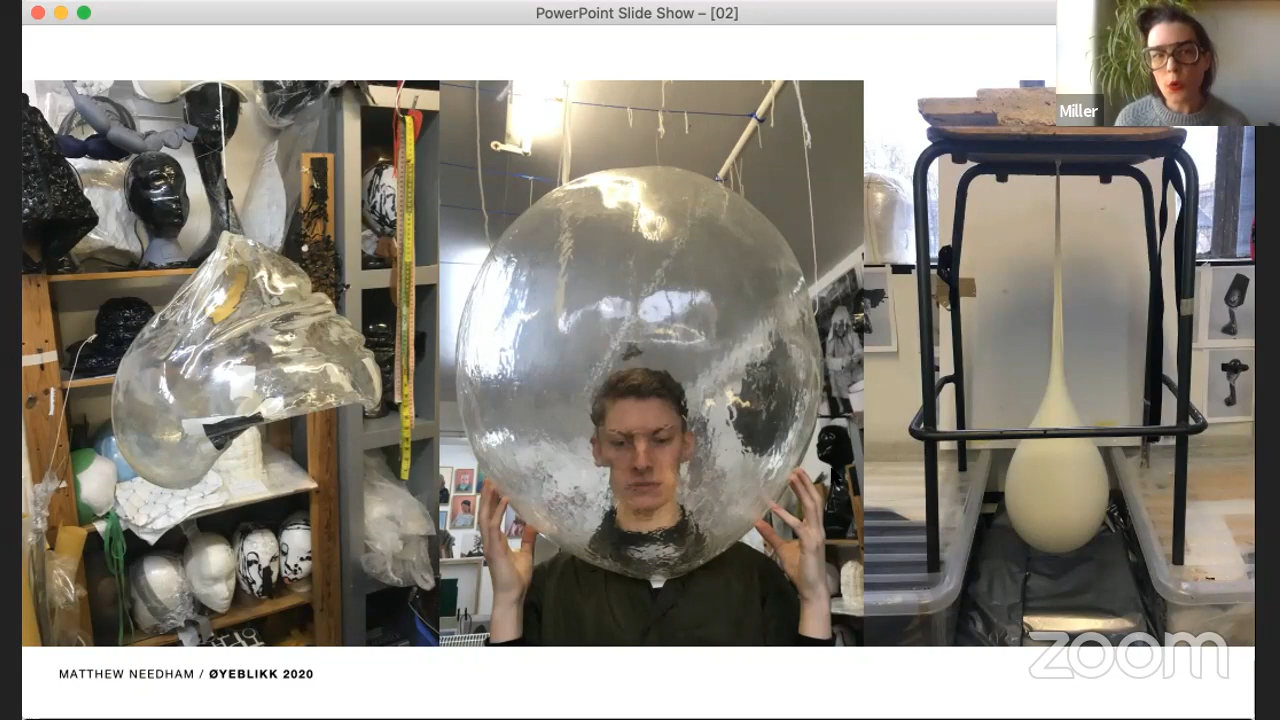 PowerPoint Slide Show – [02]
Miller
MATTHEW NEEDHAM / ØYEBLIKK 2020
zoom